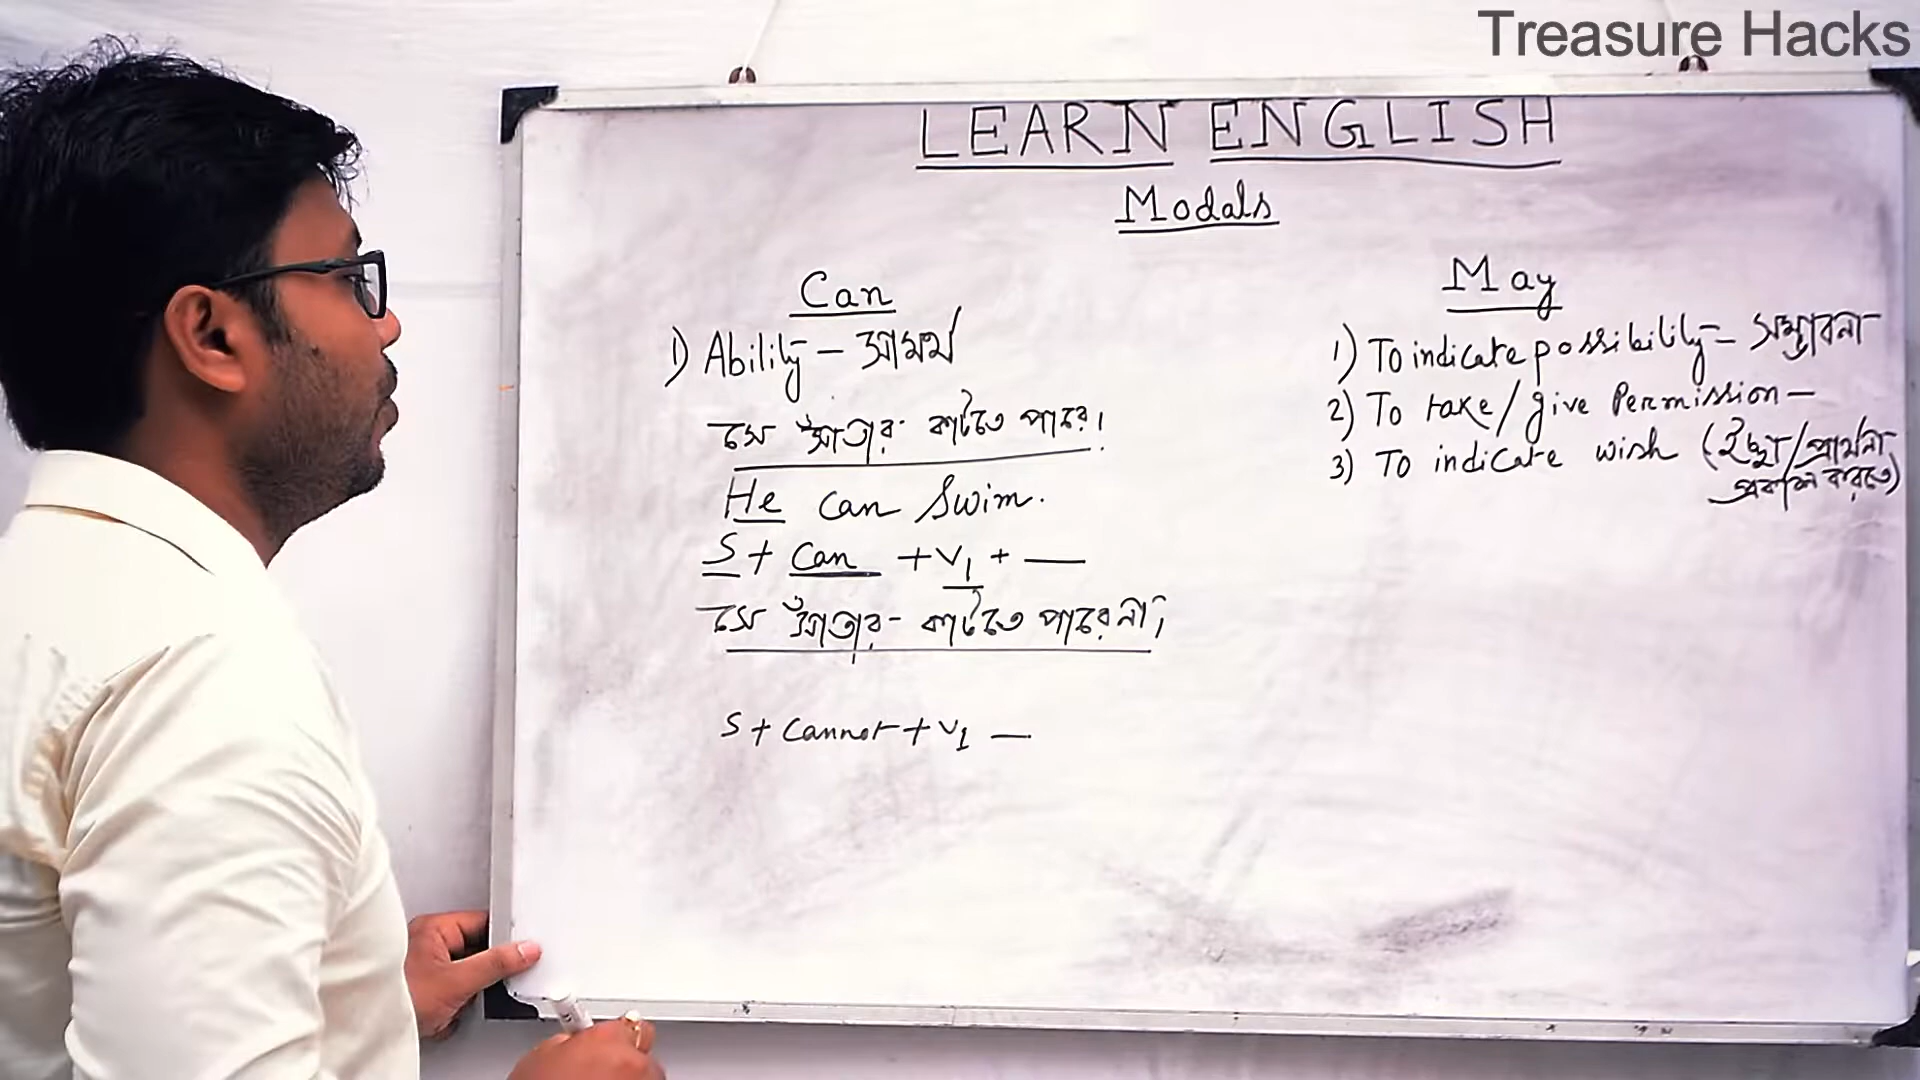 Treasure Hacks
LEARN ENGLISH
Modals
Can
1) Ability - সামর্থ
সে সাঁতার কাটতে পারে।
He can swim.
S + Can + V1 + —
সে সাঁতার কাটতে পারেনা।
S + Cannot + V1 —
May
1) To indicate possibility - সম্ভাবনা
2) To take/give Permission -
3) To indicate wish (ইচ্ছা/প্রার্থনা
প্রকাশ করতে)